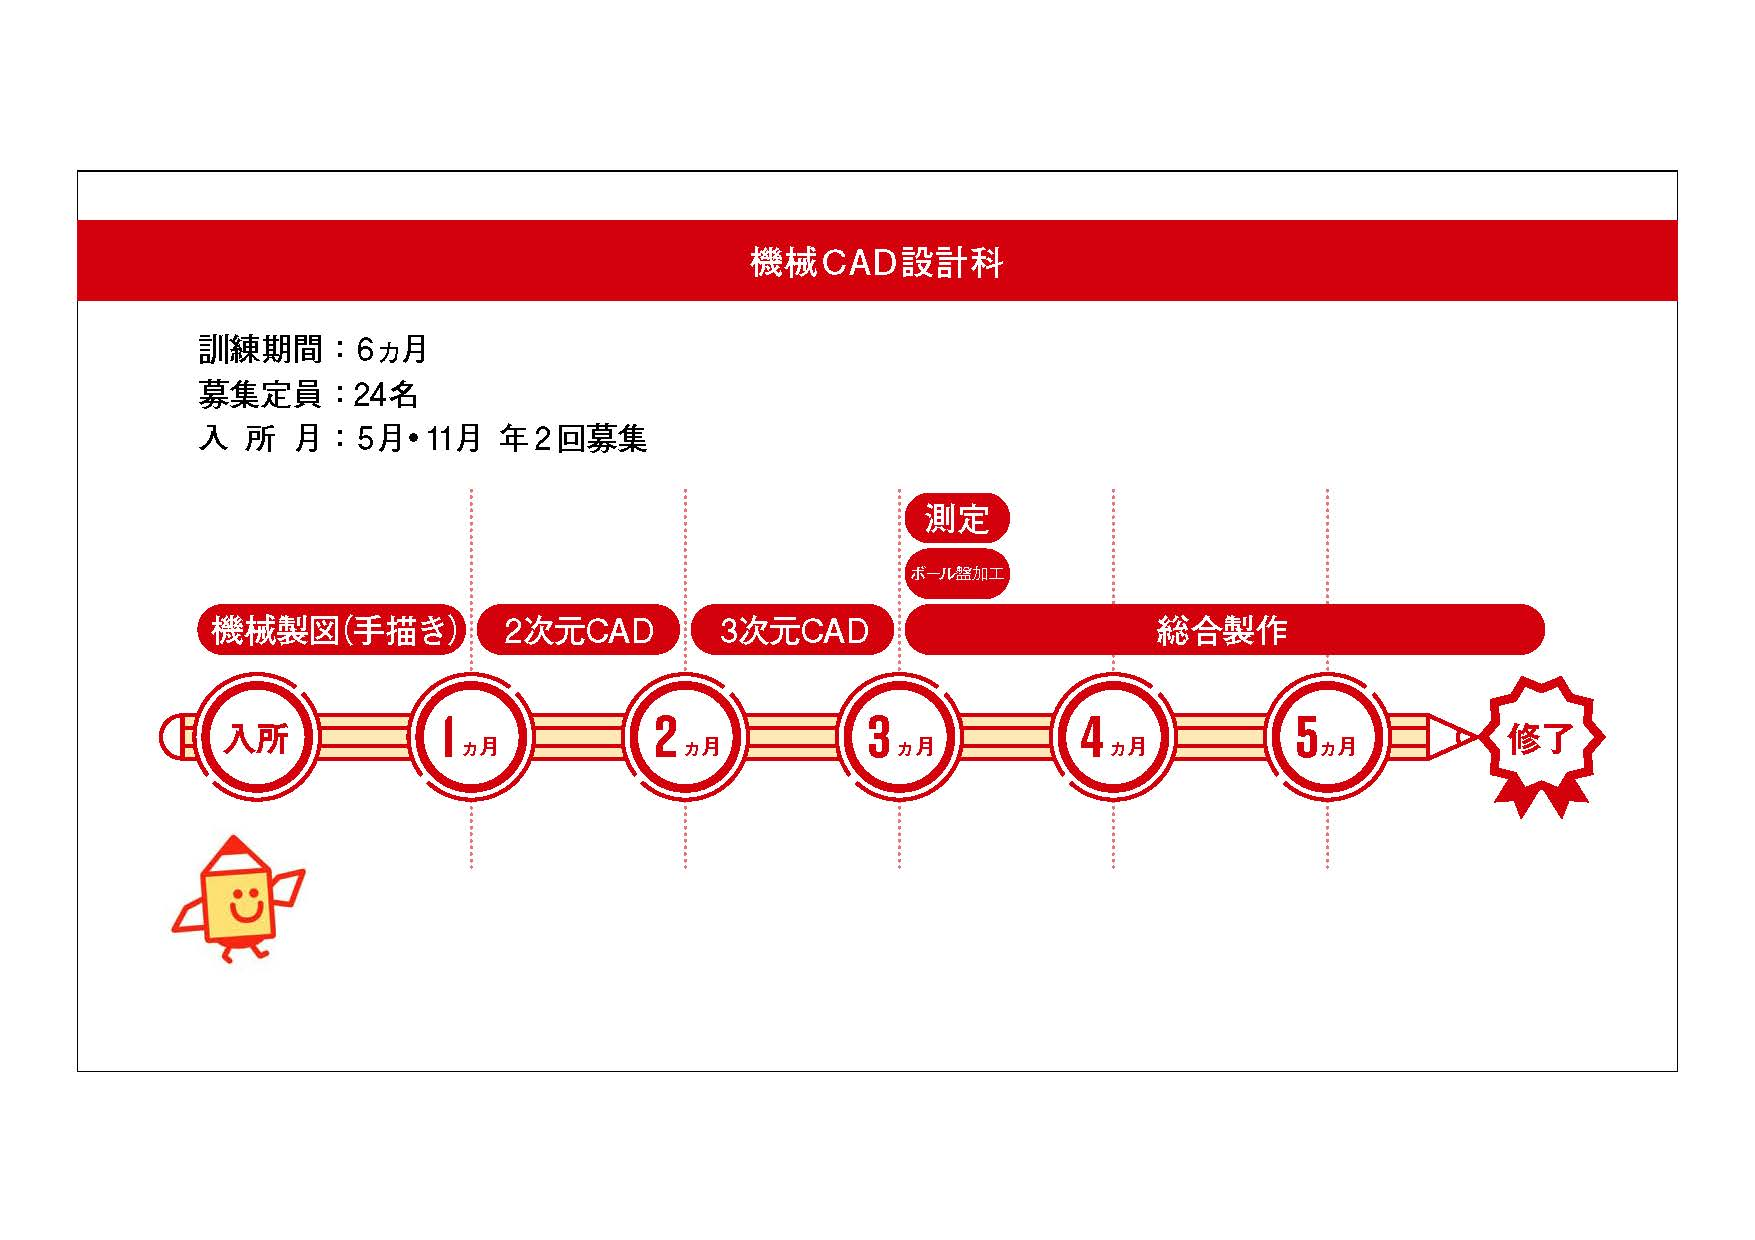 機械CAD設計科
訓練期間：6ヵ月
募集定員：24名
入 所 月：5月・11月 年2回募集
測定
ボール盤加工
機械製図(手描き) 2次元CAD 3次元CAD 総合製作
入所 1ヵ月 2ヵ月 3ヵ月 4ヵ月 5ヵ月 修了